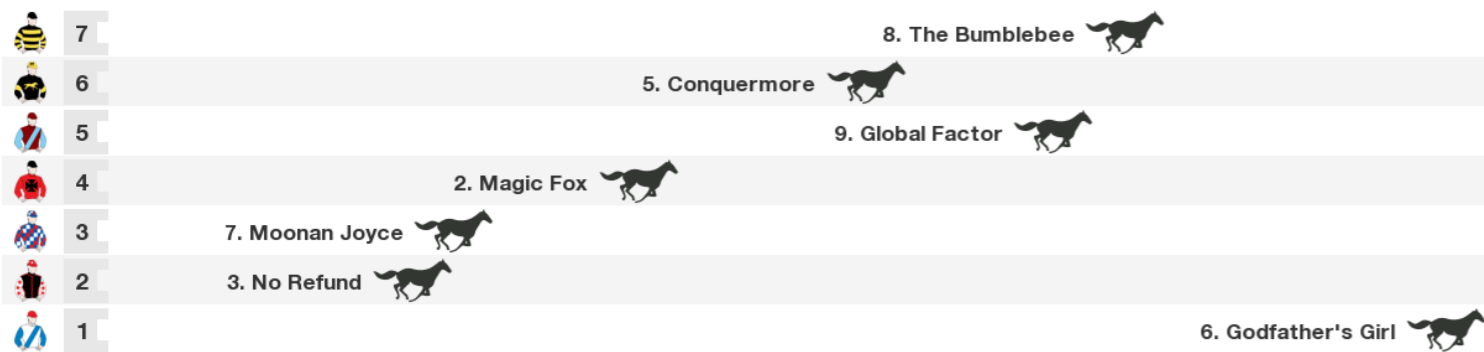 7 8. The Bumblebee
6 5. Conquermore
5 9. Global Factor
4 2. Magic Fox
3 7. Moonan Joyce
2 3. No Refund
1 6. Godfather's Girl